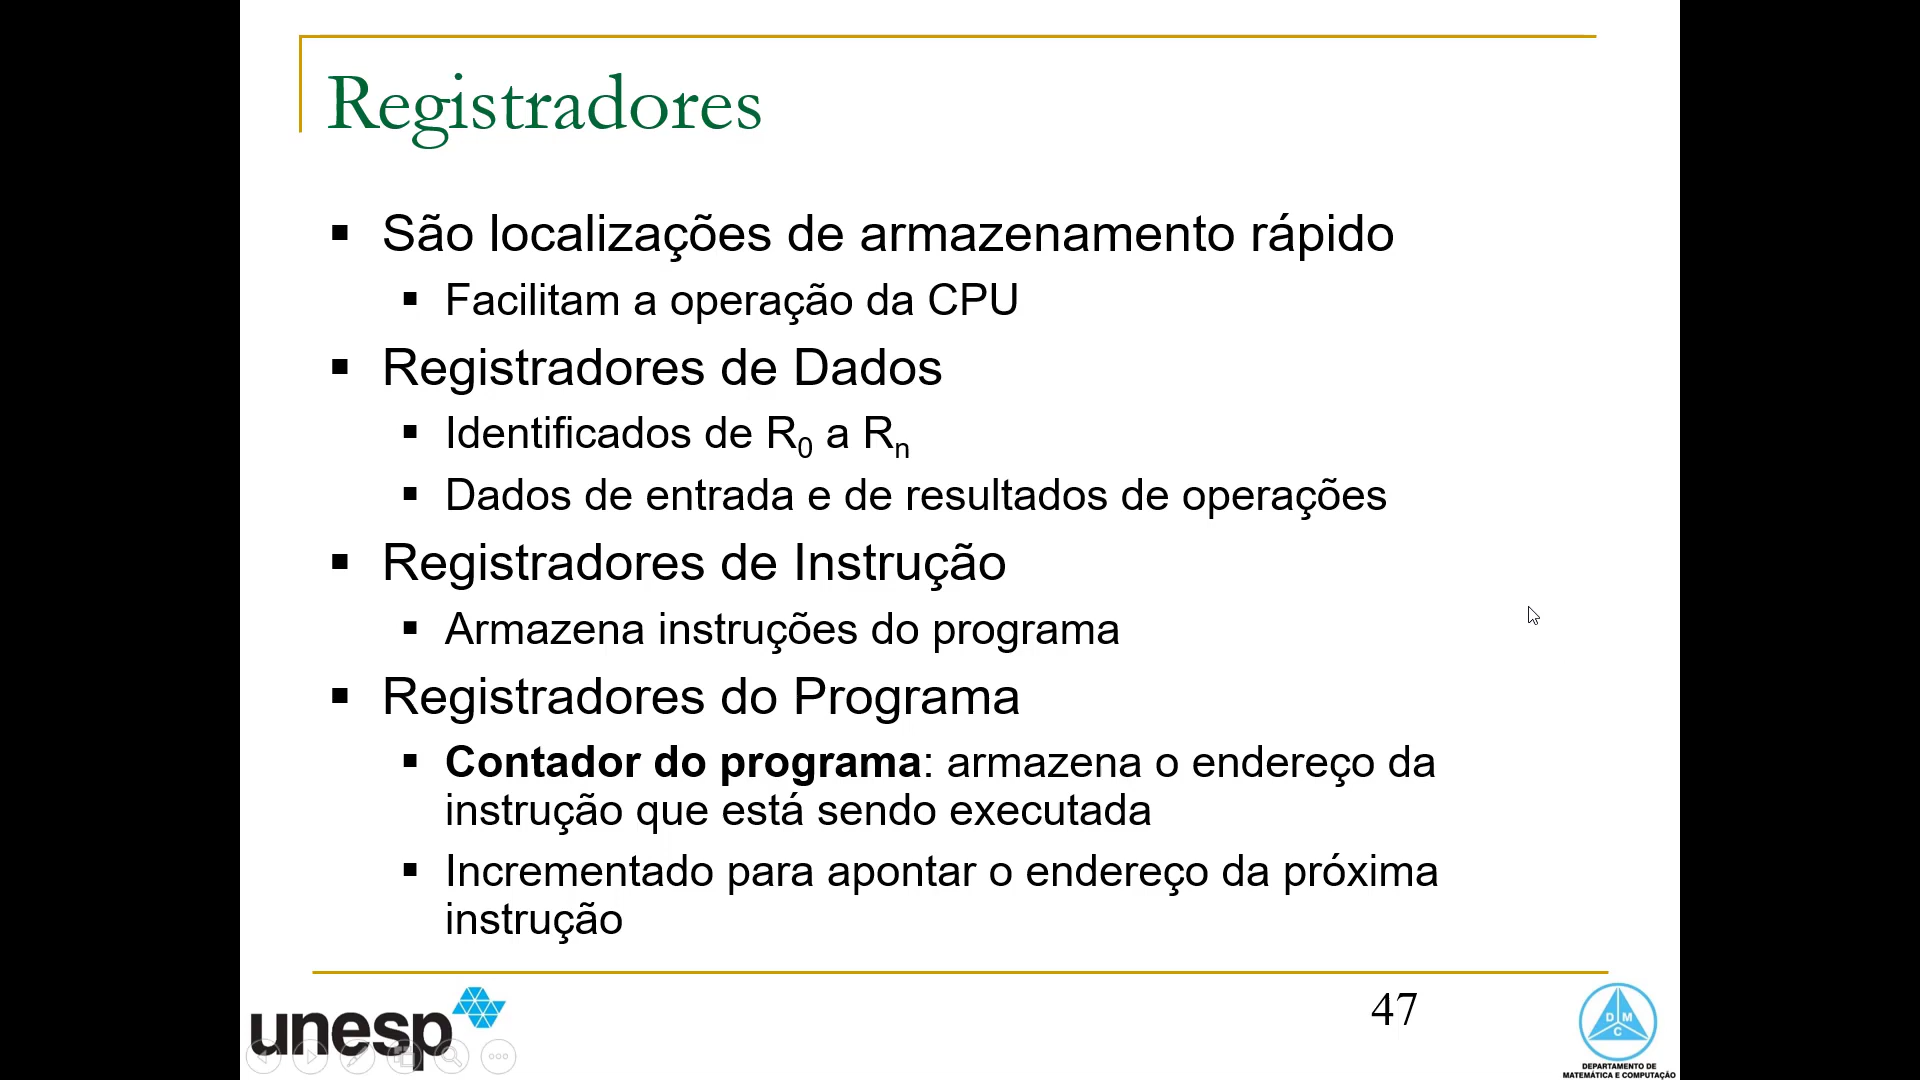 Registradores
São localizações de armazenamento rápido
Facilitam a operação da CPU
Registradores de Dados
Identificados de R0 a Rn
Dados de entrada e de resultados de operações
Registradores de Instrução
Armazena instruções do programa
Registradores do Programa
Contador do programa: armazena o endereço da
instrução que está sendo executada
Incrementado para apontar o endereço da próxima
instrução
unesp
47
D M
C
DEPARTAMENTO DE
MATEMÁTICA E COMPUTAÇÃO